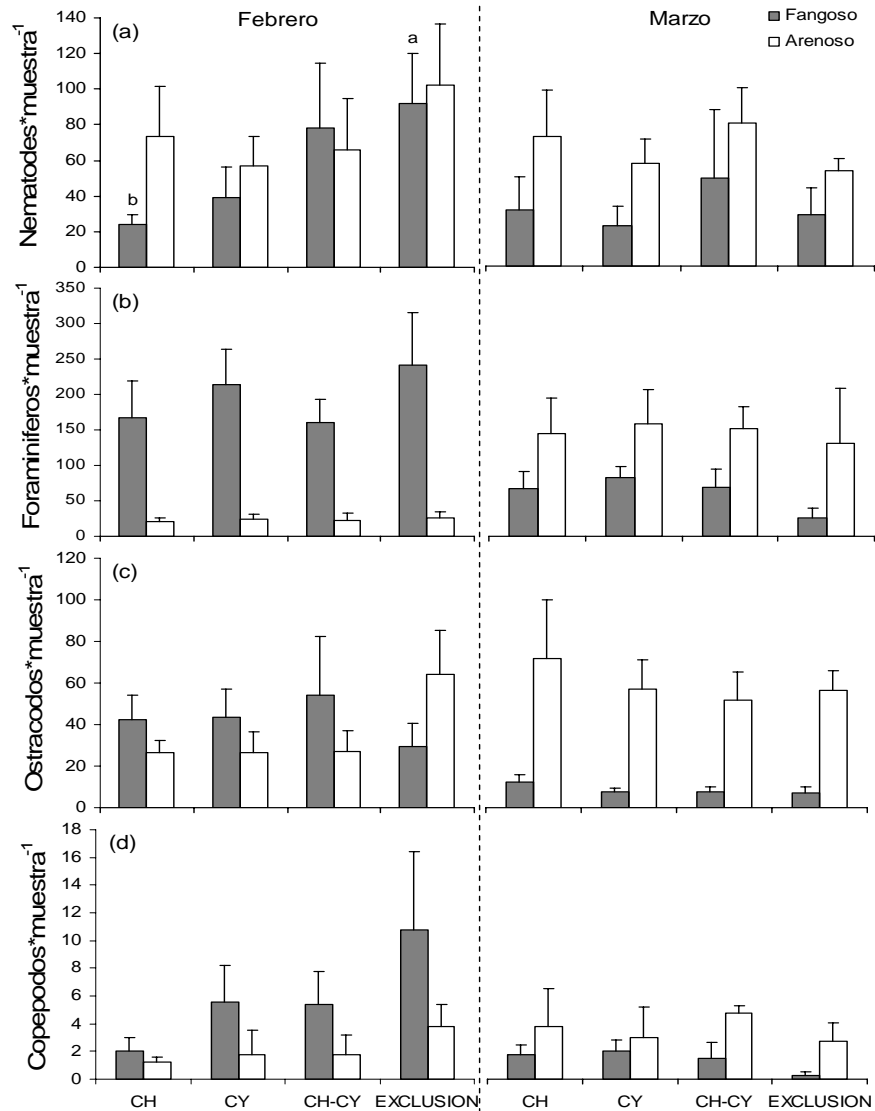 Febrero
Marzo
Fangoso
Arenoso
(a)
Nematodes*muestra-1
140
120
100
80
60
40
20
0
b
a
(b)
Foraminiferos*muestra-1
350
300
250
200
150
100
50
0
(c)
Ostracodos*muestra-1
120
100
80
60
40
20
0
(d)
Copepodos*muestra-1
18
16
14
12
10
8
6
4
2
0
CH CY CH-CY EXCLUSION CH CY CH-CY EXCLUSION